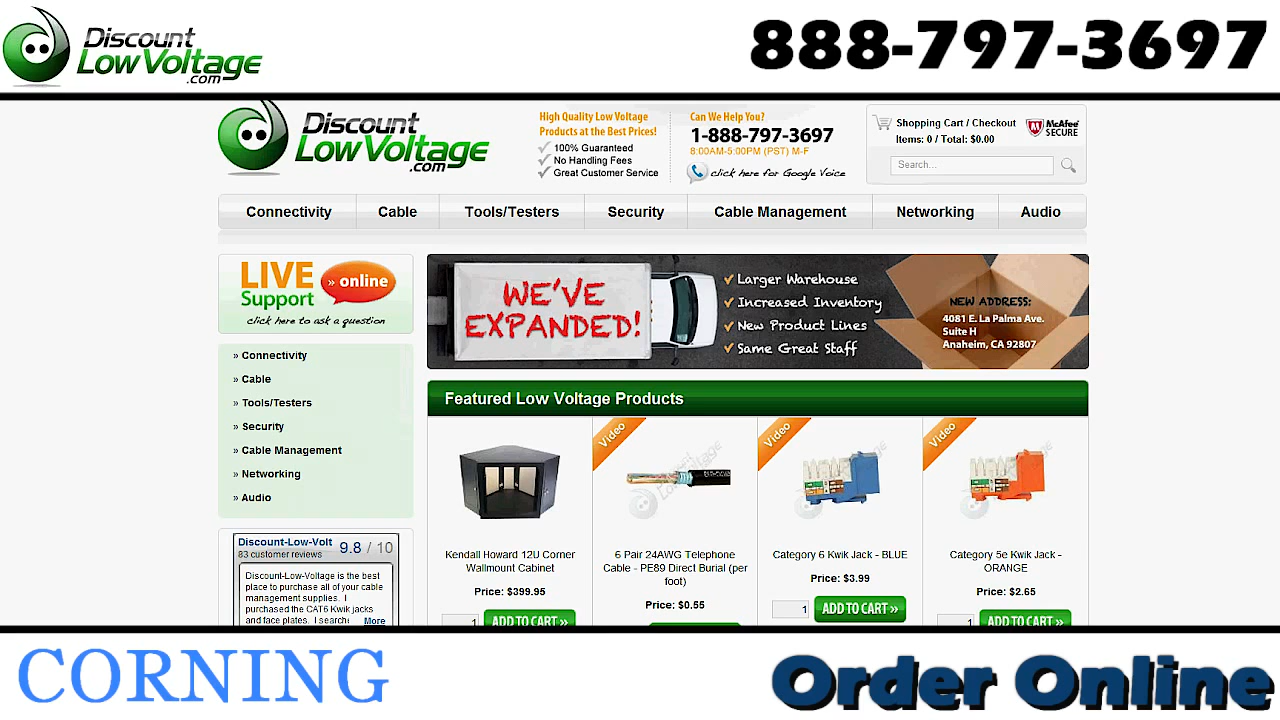 Discount
LowVoltage
.com
888-797-3697
Discount
LowVoltage
.com
High Quality Low Voltage
Products at the Best Prices!
100% Guaranteed
No Handling Fees
Great Customer Service
Can We Help You?
1-888-797-3697
8:00AM-5:00PM (PST) M-F
click here for Google Voice
Shopping Cart / Checkout
Items: 0 / Total: $0.00
McAfee
SECURE
Search...
Connectivity
Cable
Tools/Testers
Security
Cable Management
Networking
Audio
LIVE
Support
» online
click here to ask a question
» Connectivity
» Cable
» Tools/Testers
» Security
» Cable Management
» Networking
» Audio
WE'VE
EXPANDED!
Larger Warehouse
Increased Inventory
New Product Lines
Same Great Staff
NEW ADDRESS:
4081 E. La Palma Ave.
Suite H
Anaheim, CA 92807
Featured Low Voltage Products
Kendall Howard 12U Corner
Wallmount Cabinet
Price: $399.95
1
ADD TO CART »
Video
6 Pair 24AWG Telephone
Cable - PE89 Direct Burial (per
foot)
Price: $0.55
Video
Category 6 Kwik Jack - BLUE
Price: $3.99
1
ADD TO CART »
Video
Category 5e Kwik Jack -
ORANGE
Price: $2.65
1
ADD TO CART »
Discount-Low-Volt
83 customer reviews
9.8 / 10
Discount-Low-Voltage is the best
place to purchase all of your cable
management supplies. I
purchased the CAT6 Kwik jacks
and face plates. I searche
More
CORNING
Order Online